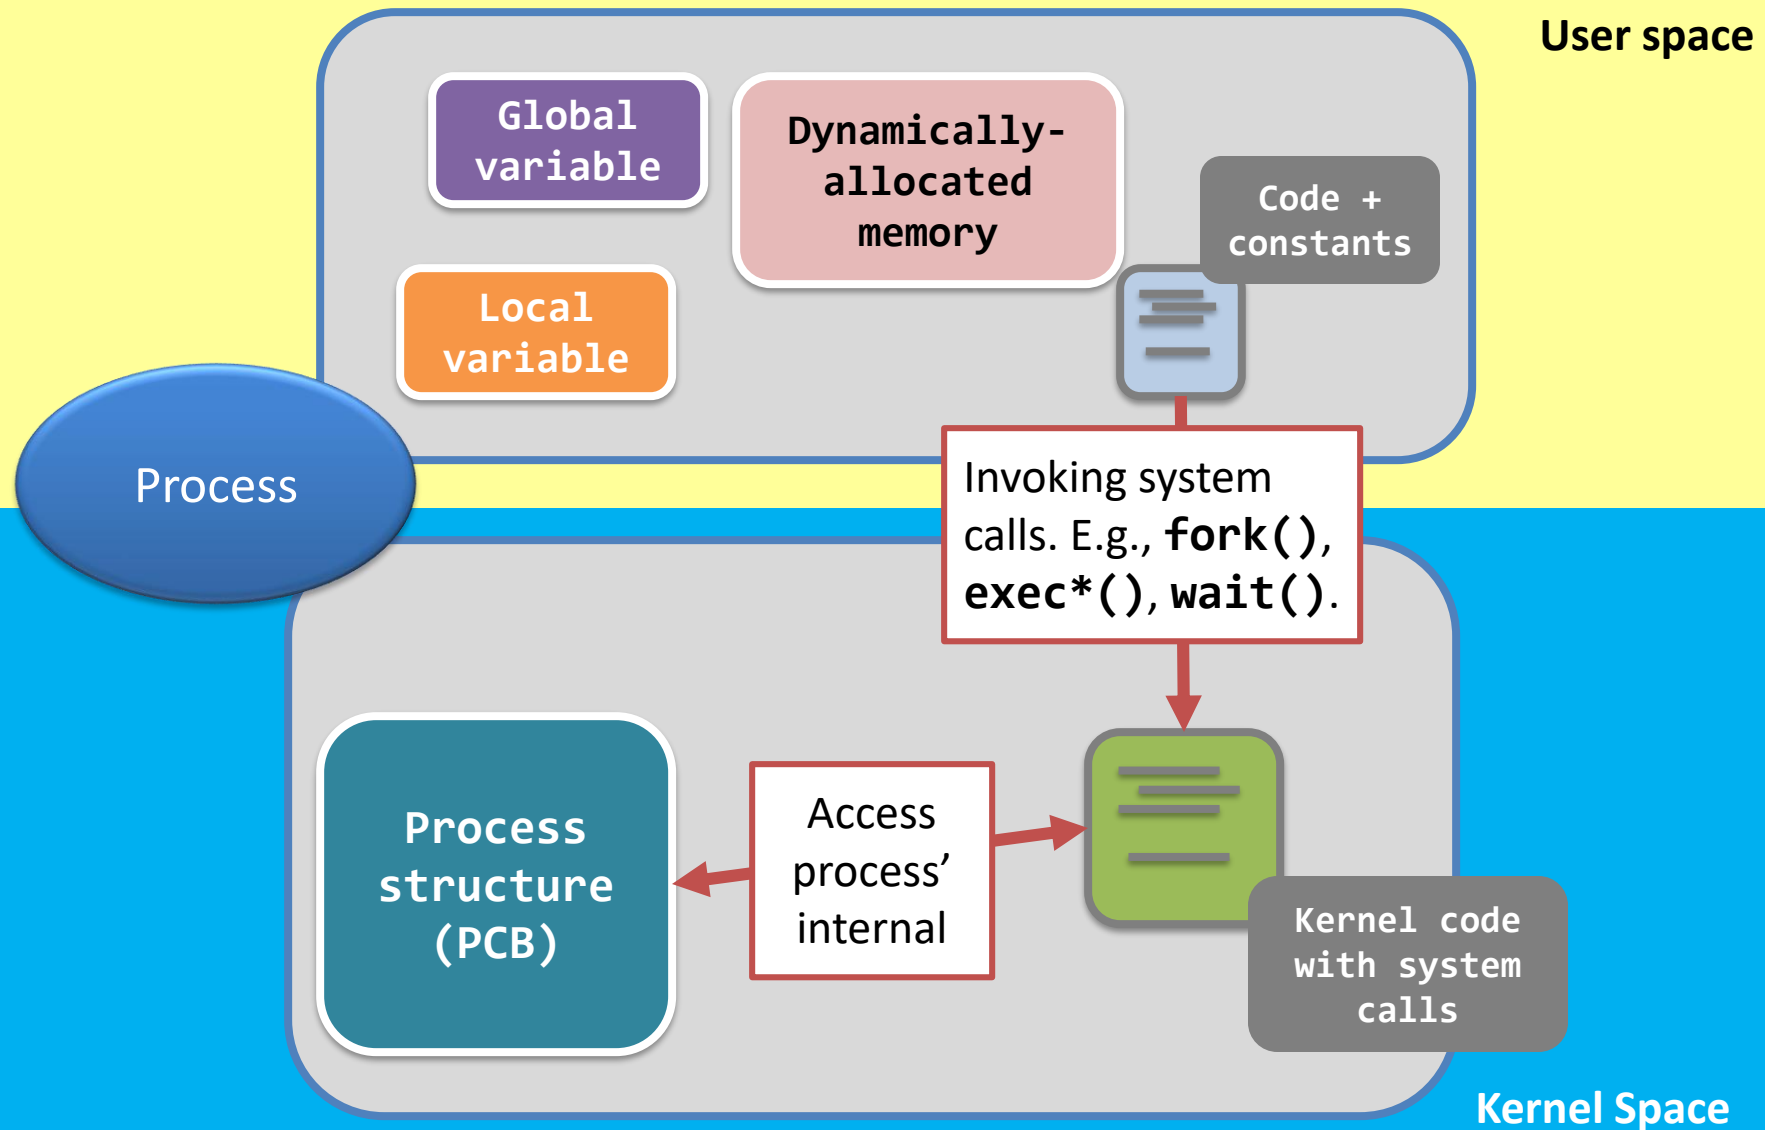 User space
Global
variable
Dynamically-
allocated
memory
Code +
constants
Local
variable
Process
Invoking system
calls. E.g., fork(),
exec*(), wait().
Process
structure
(PCB)
Access
process’
internal
Kernel code
with system
calls
Kernel Space